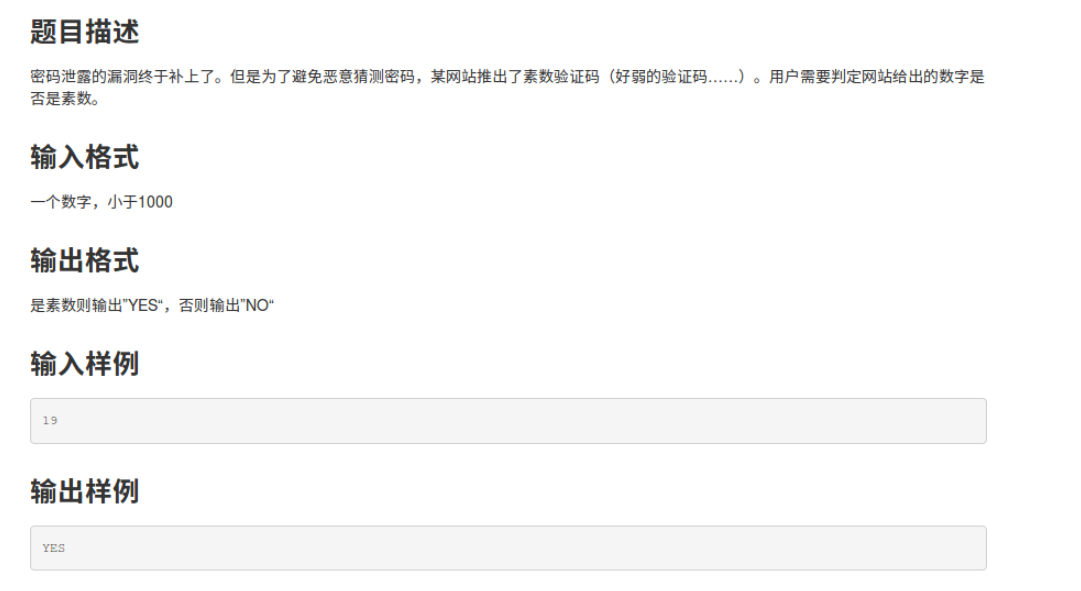 题目描述
密码泄露的漏洞终于补上了。但是为了避免恶意猜测密码，某网站推出了素数验证码（好弱的验证码……）。用户需要判定网站给出的数字是
否是素数。
输入格式
一个数字，小于1000
输出格式
是素数则输出”YES“，否则输出”NO“
输入样例
19
输出样例
YES